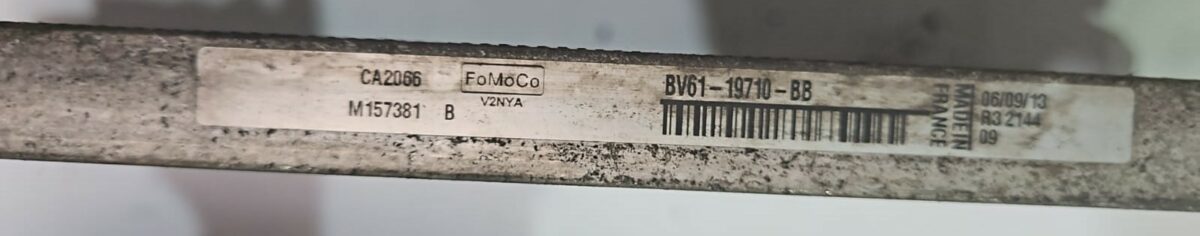 CA2066
M157381 B
FoMoCo
V2NYA
BV61-19710-BB
MADE IN
FRANCE
06/09/13
R3 2144
09